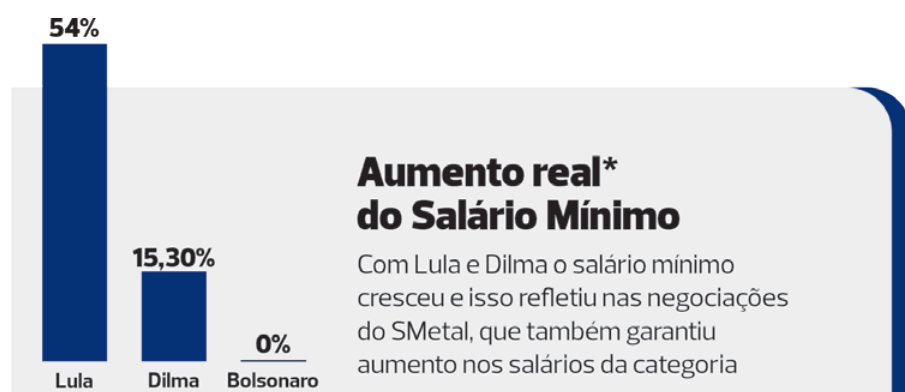 54%
15,30%
0%
Lula
Dilma
Bolsonaro
Aumento real*
do Salário Mínimo
Com Lula e Dilma o salário mínimo
cresceu e isso refletiu nas negociações
do SMetal, que também garantiu
aumento nos salários da categoria